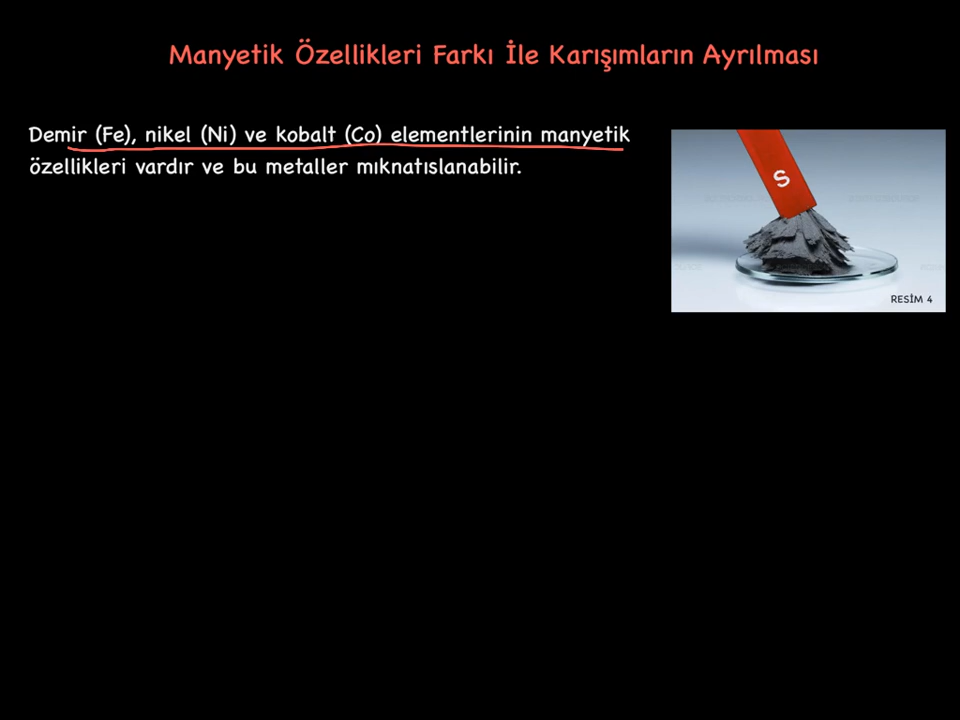 Manyetik Özellikleri Farkı İle Karışımların Ayrılması
Demir (Fe), nikel (Ni) ve kobalt (Co) elementlerinin manyetik
özellikleri vardır ve bu metaller mıknatıslanabilir.
S
RESİM 4